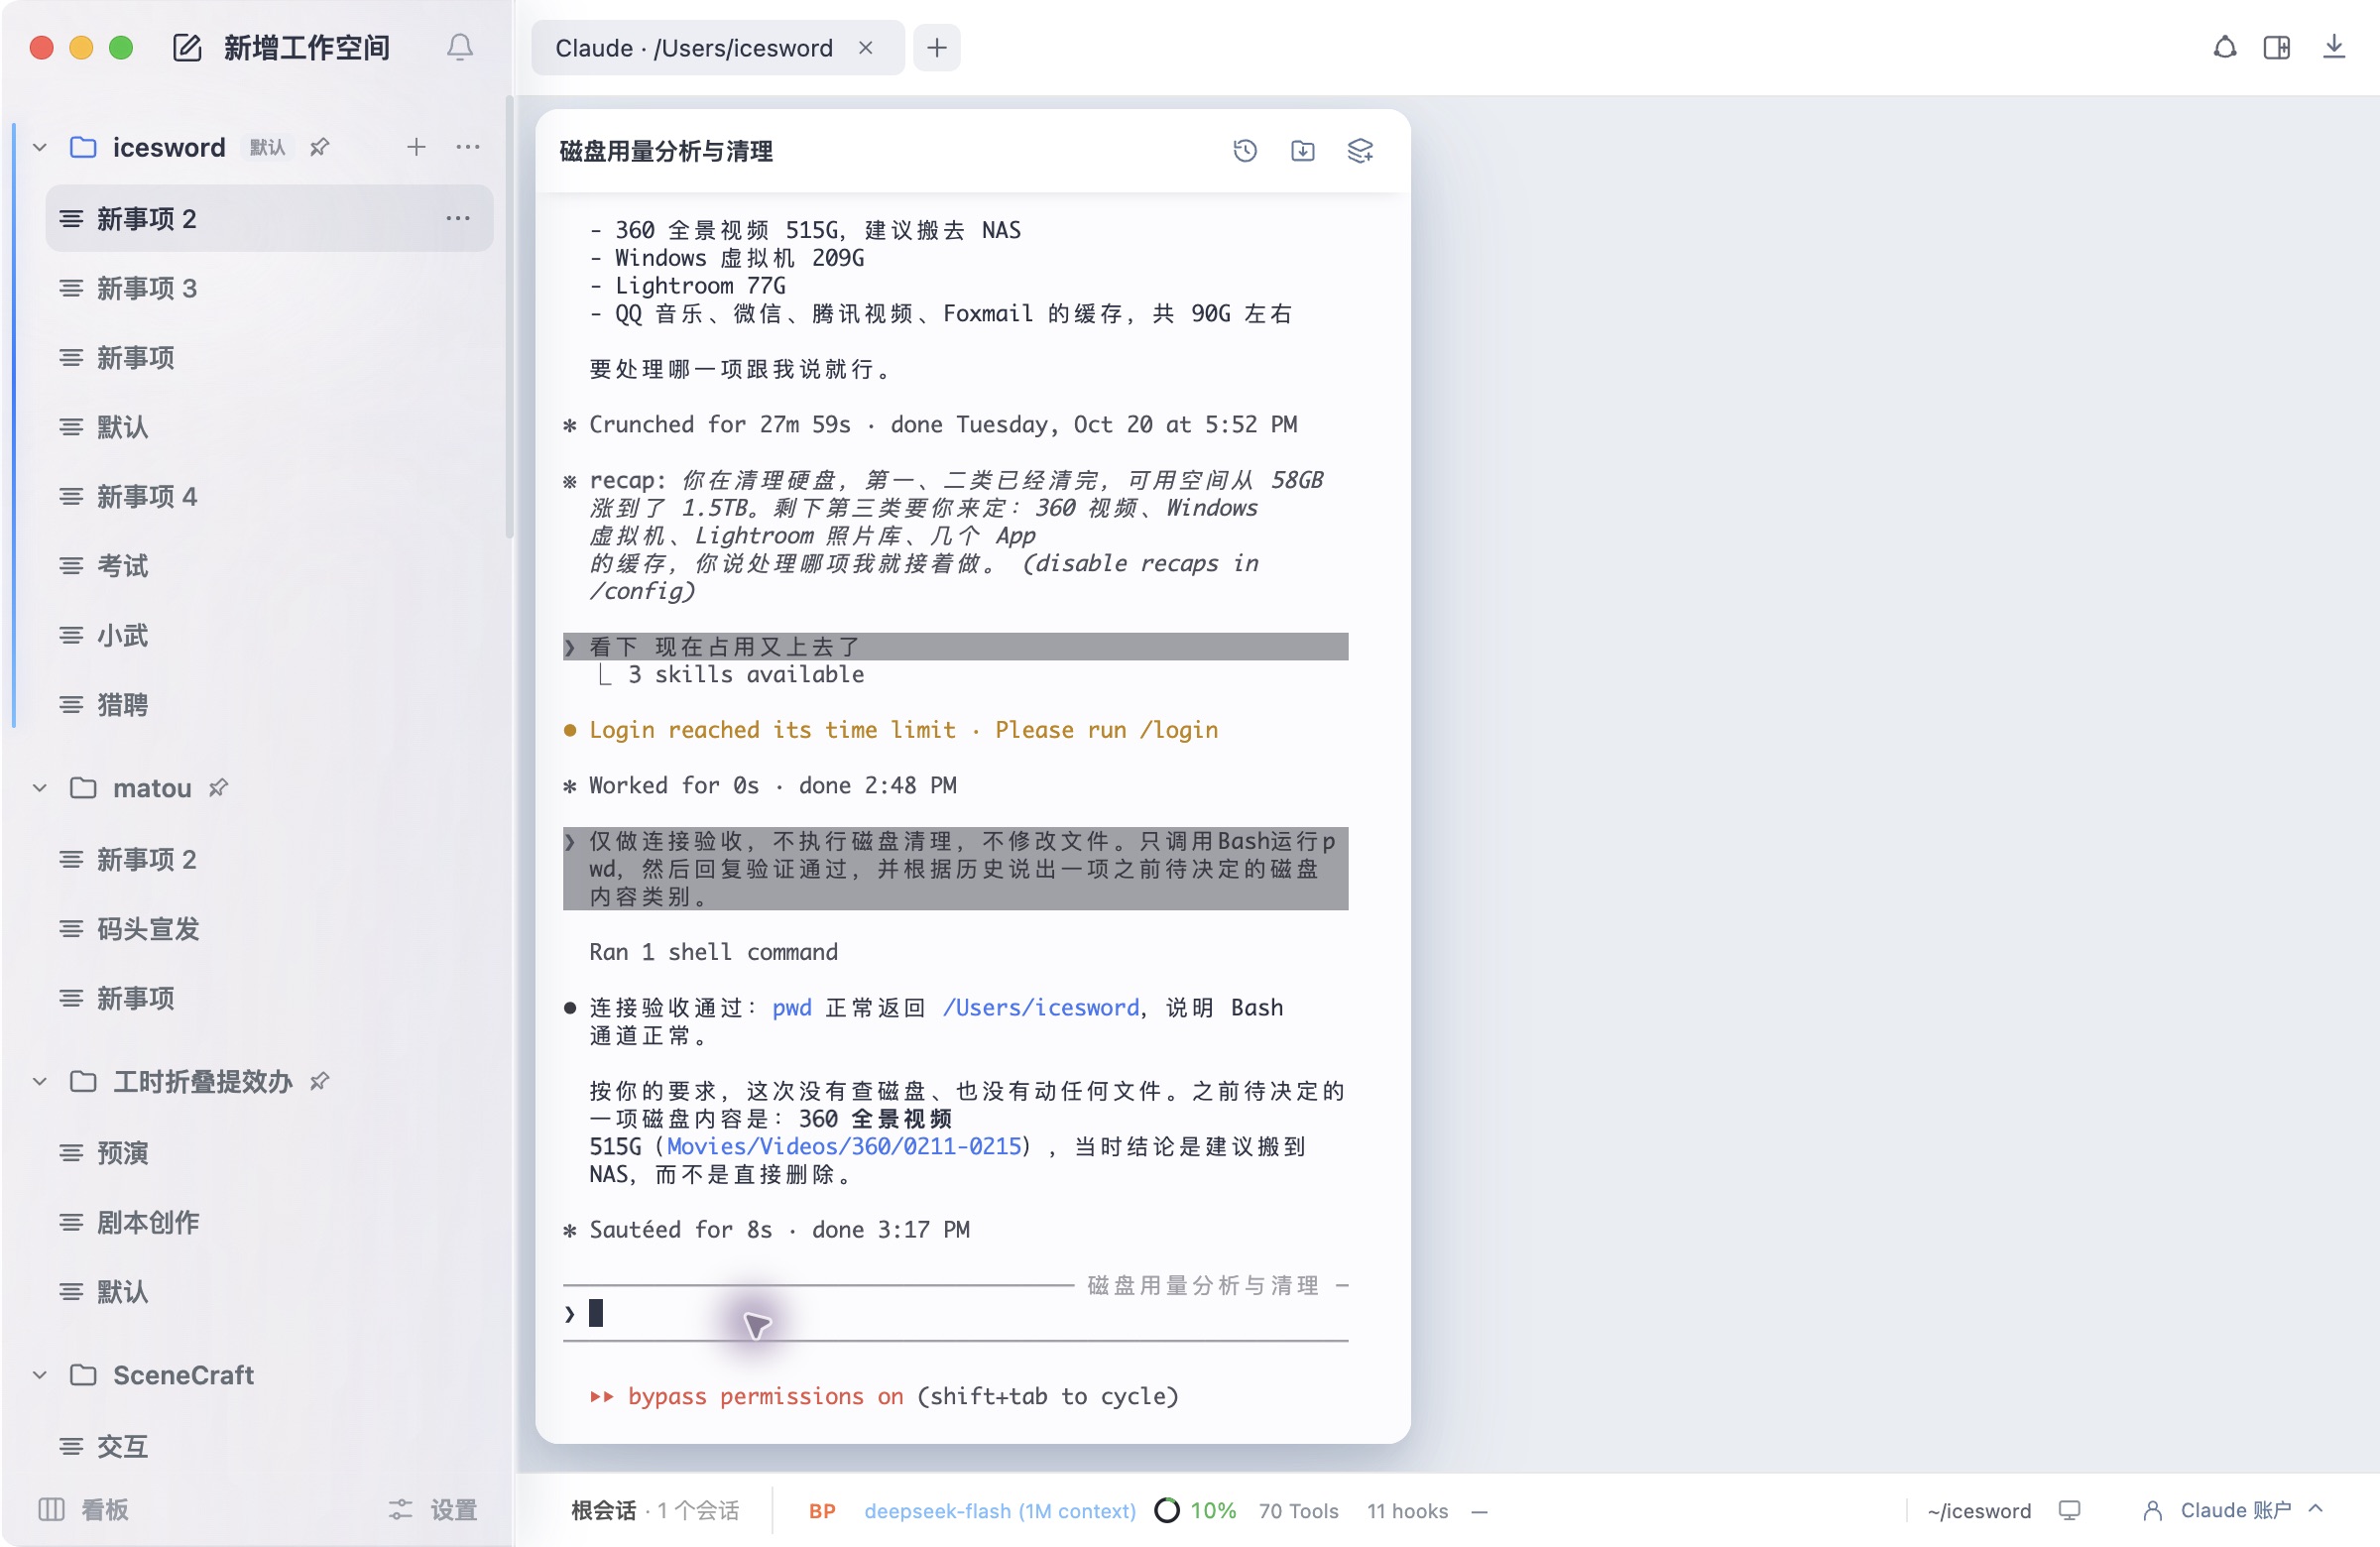 新增工作空间
Claude · /Users/icesword
icesword 默认
新事项 2
新事项 3
新事项
默认
新事项 4
考试
小武
猎聘
matou
新事项 2
码头宣发
新事项
工时折叠提效办
预演
剧本创作
默认
SceneCraft
交互
看板
设置
磁盘用量分析与清理
- 360 全景视频 515G，建议搬去 NAS
- Windows 虚拟机 209G
- Lightroom 77G
- QQ 音乐、微信、腾讯视频、Foxmail 的缓存，共 90G 左右
要处理哪一项跟我说就行。
✻ Crunched for 27m 59s · done Tuesday, Oct 20 at 5:52 PM
※ recap: 你在清理硬盘，第一、二类已经清完，可用空间从 58GB
涨到了 1.5TB。剩下第三类要你来定：360 视频、Windows
虚拟机、Lightroom 照片库、几个 App
的缓存，你说处理哪项我就接着做。 (disable recaps in
/config)
❯ 看下 现在占用又上去了
⎿ 3 skills available
● Login reached its time limit · Please run /login
✻ Worked for 0s · done 2:48 PM
❯ 仅做连接验收，不执行磁盘清理，不修改文件。只调用Bash运行p
wd，然后回复验证通过，并根据历史说出一项之前待决定的磁盘
内容类别。
Ran 1 shell command
● 连接验收通过：pwd 正常返回 /Users/icesword，说明 Bash
通道正常。
按你的要求，这次没有查磁盘、也没有动任何文件。之前待决定的
一项磁盘内容是：360 全景视频
515G（Movies/Videos/360/0211-0215），当时结论是建议搬到
NAS，而不是直接删除。
✻ Sautéed for 8s · done 3:17 PM
磁盘用量分析与清理
❯
⏵⏵ bypass permissions on (shift+tab to cycle)
根会话 · 1 个会话
BP
deepseek-flash (1M context)
10%
70 Tools
11 hooks
—
~/icesword
Claude 账户